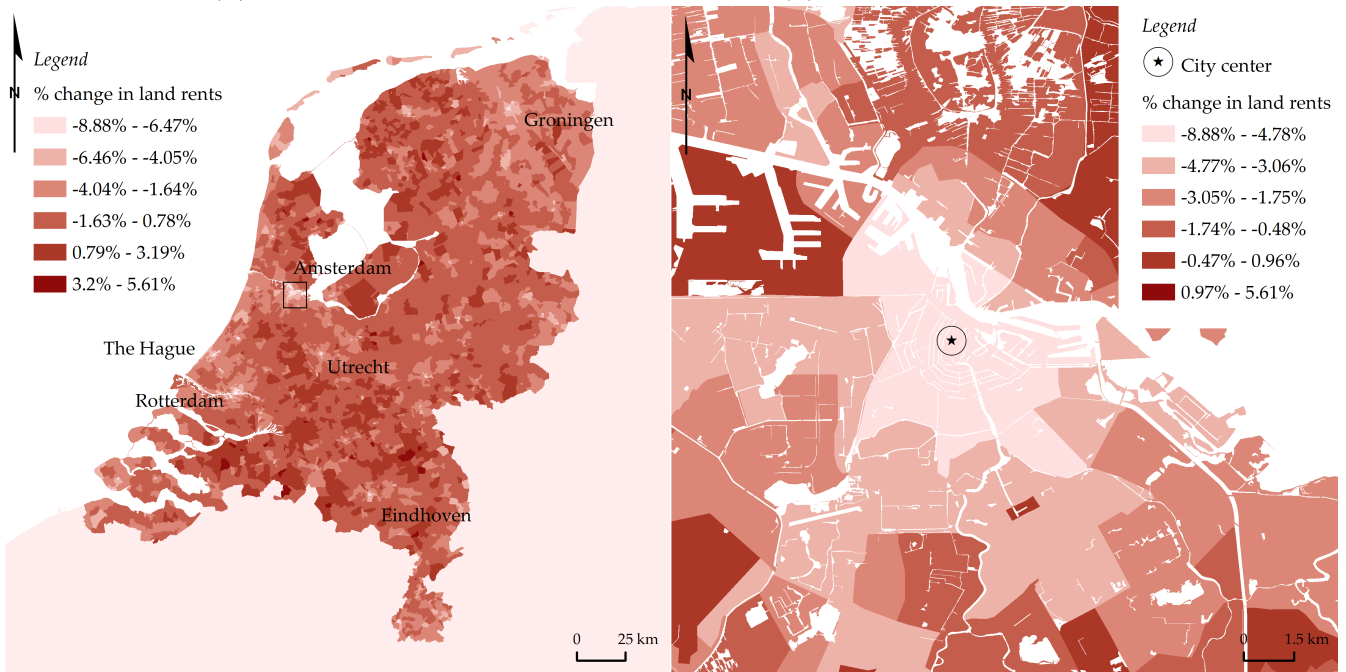 Legend
% change in land rents
-8.88% - -6.47%
-6.46% - -4.05%
-4.04% - -1.64%
-1.63% - 0.78%
0.79% - 3.19%
3.2% - 5.61%
N
Groningen
Amsterdam
The Hague
Utrecht
Rotterdam
Eindhoven
0 25 km
N
Legend
City center
% change in land rents
-8.88% - -4.78%
-4.77% - -3.06%
-3.05% - -1.75%
-1.74% - -0.48%
-0.47% - 0.96%
0.97% - 5.61%
0 1.5 km